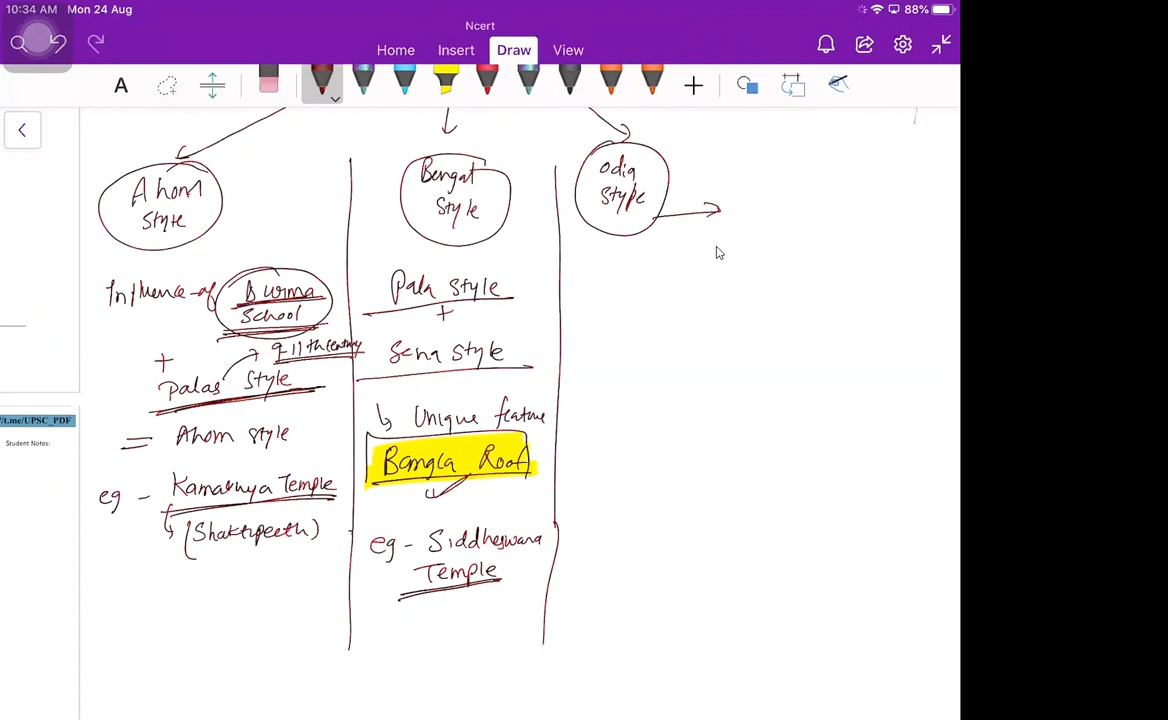 10:34 AM Mon 24 Aug
88%
Ncert
Home Insert Draw View
A
Ahom
Style
Influence of Burma
School
+
9-11th century
Palas Style
= Ahom style
eg - Kamakhya Temple
(Shaktipeeth)
Bengal
Style
Pala Style
+
Sena Style
Unique feature
Bangla Roof
eg - Siddheswara
Temple
Odia
Style
//t.me/UPSC_PDF
Student Notes: